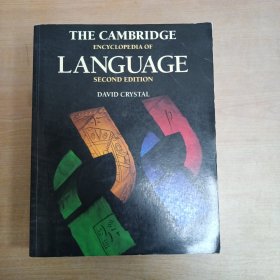 THE CAMBRIDGE
ENCYCLOPEDIA OF
LANGUAGE
SECOND EDITION
DAVID CRYSTAL